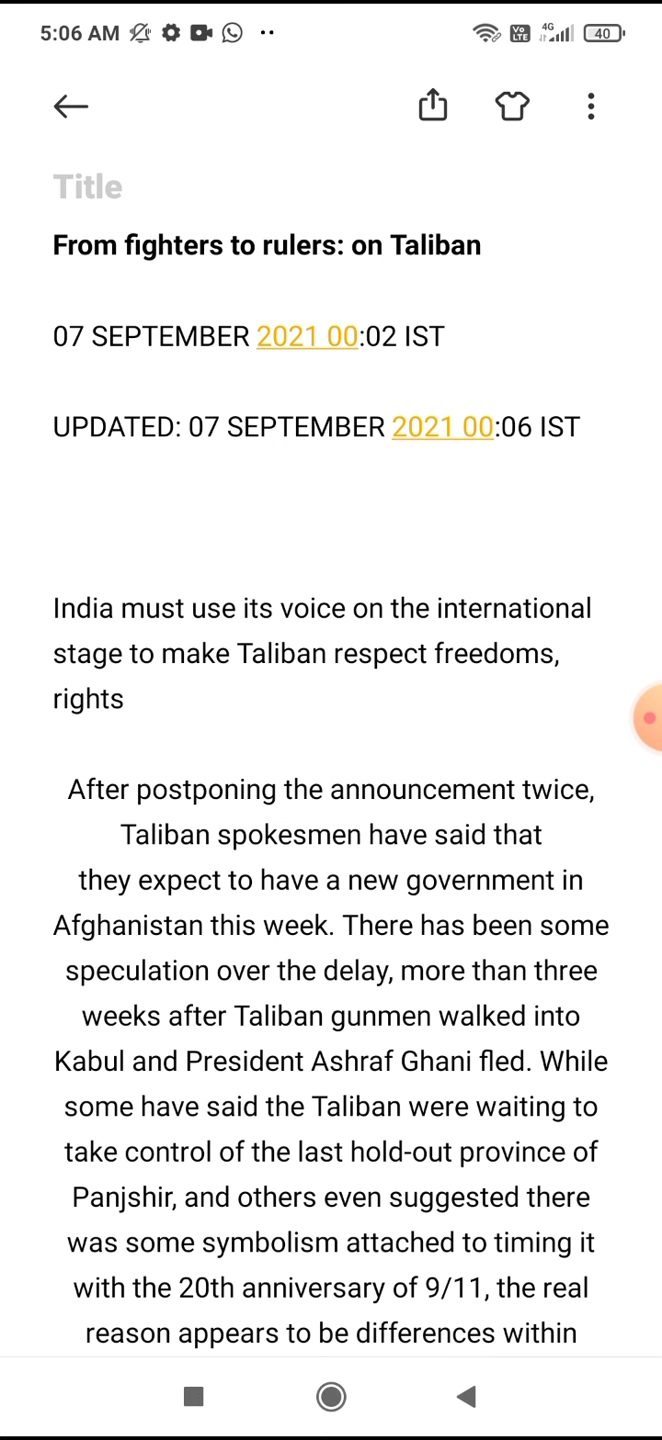 5:06 AM
Vo LTE
4G
40
Title
From fighters to rulers: on Taliban
07 SEPTEMBER 2021 00:02 IST
UPDATED: 07 SEPTEMBER 2021 00:06 IST
India must use its voice on the international
stage to make Taliban respect freedoms,
rights
After postponing the announcement twice,
Taliban spokesmen have said that
they expect to have a new government in
Afghanistan this week. There has been some
speculation over the delay, more than three
weeks after Taliban gunmen walked into
Kabul and President Ashraf Ghani fled. While
some have said the Taliban were waiting to
take control of the last hold-out province of
Panjshir, and others even suggested there
was some symbolism attached to timing it
with the 20th anniversary of 9/11, the real
reason appears to be differences within